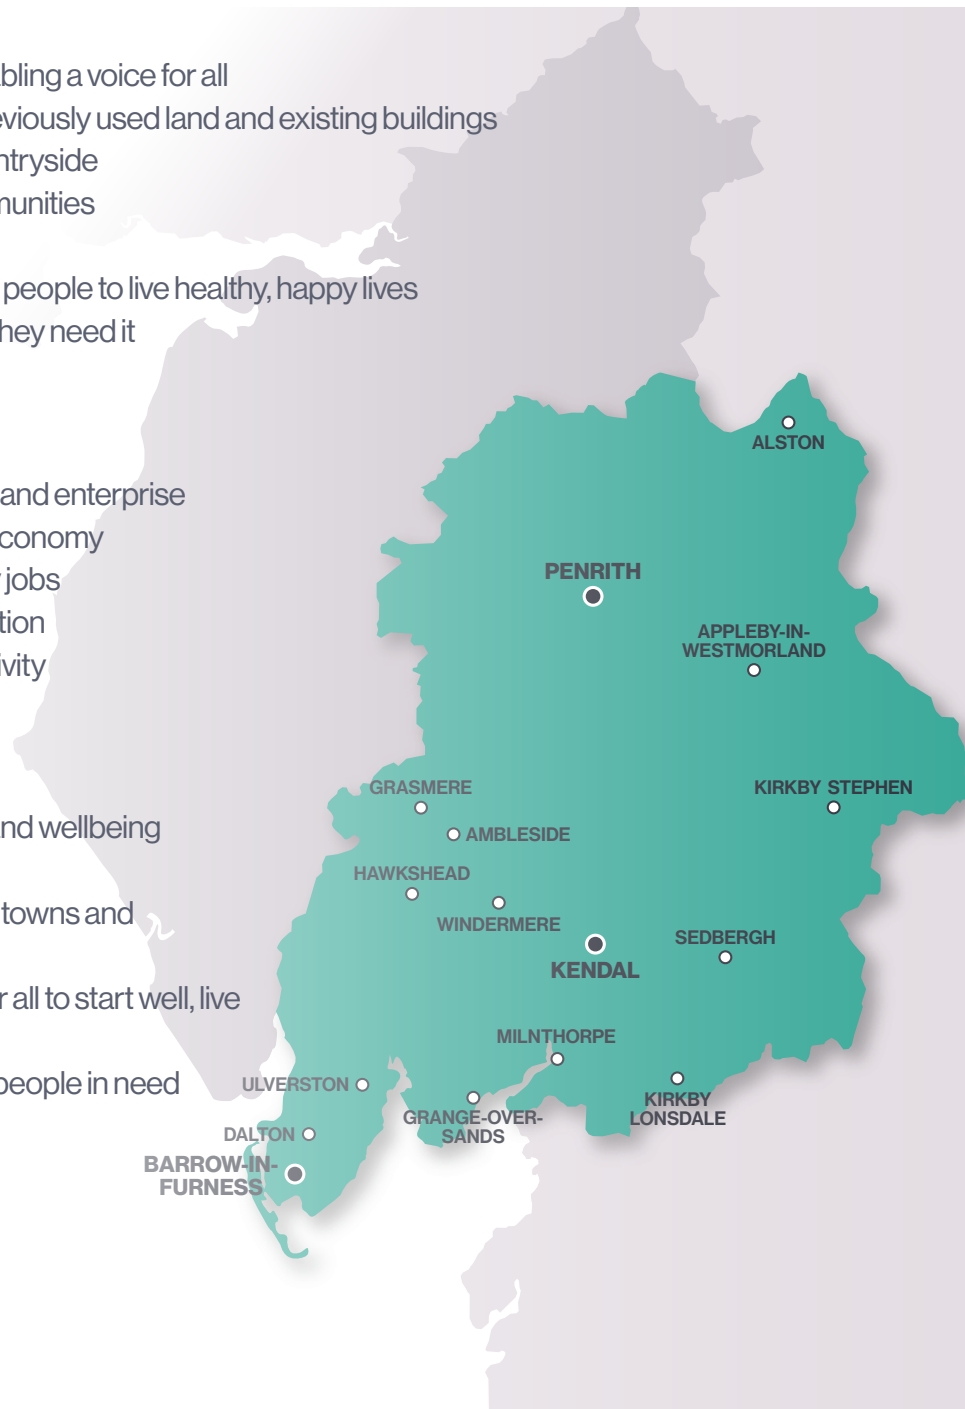 bling a voice for all
eviously used land and existing buildings
ntryside
munities
people to live healthy, happy lives
they need it
ALSTON
and enterprise
conomy
jobs
tion
ivity
PENRITH
APPLEBY-IN-
WESTMORLAND
GRASMERE
KIRKBY STEPHEN
nd wellbeing
AMBLESIDE
HAWKSHEAD
towns and
WINDERMERE
SEDBERGH
KENDAL
r all to start well, live
MILNTHORPE
people in need
ULVERSTON
KIRKBY
LONSDALE
GRANGE-OVER-
SANDS
DALTON
BARROW-IN-
FURNESS